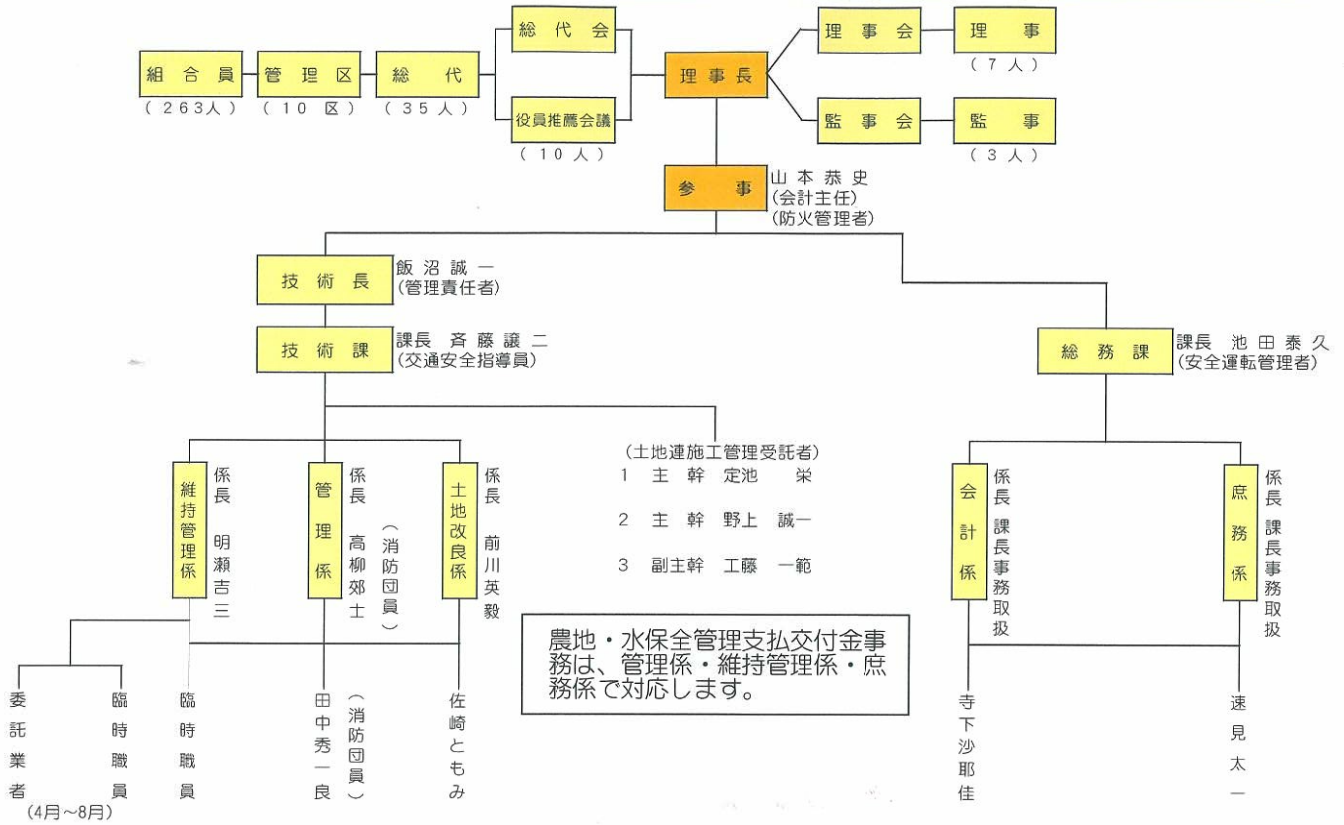 総代会
理事会
理事
(7人)
組合員
(263人)
管理区
(10区)
総代
(35人)
理事長
役員推薦会議
(10人)
監事会
監事
(3人)
参事
山本恭史
(会計主任)
(防火管理者)
技術長
飯沼誠一
(管理責任者)
技術課
課長 斉藤譲二
(交通安全指導員)
総務課
課長 池田泰久
(安全運転管理者)
維持管理係
係長 明瀬吉三
管理係
係長 高柳郊士
(消防団員)
土地改良係
係長 前川英毅
(土地連施工管理受託者)
1 主幹 定池 栄
2 主幹 野上 誠一
3 副主幹 工藤 一範
会計係
係長 課長事務取扱
庶務係
係長 課長事務取扱
農地・水保全管理支払交付金事
務は、管理係・維持管理係・庶
務係で対応します。
委託業者
(4月~8月)
臨時職員
臨時職員
田中秀一良
(消防団員)
佐崎ともみ
寺下沙耶佳
速見太一